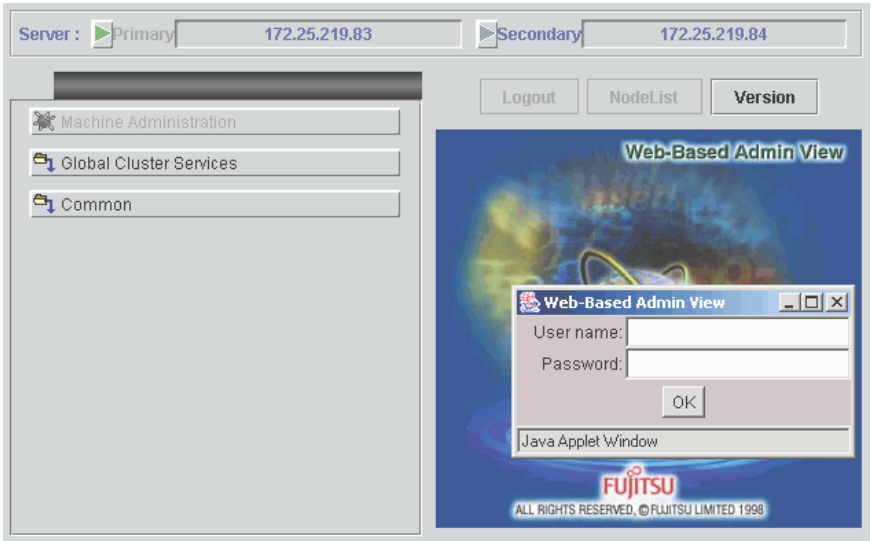 Server : Primary 172.25.219.83 Secondary 172.25.219.84
Logout NodeList Version
Machine Administration
Global Cluster Services
Common
Web-Based Admin View
Web-Based Admin View
User name:
Password:
OK
Java Applet Window
FUJITSU
ALL RIGHTS RESERVED, © FUJITSU LIMITED 1998